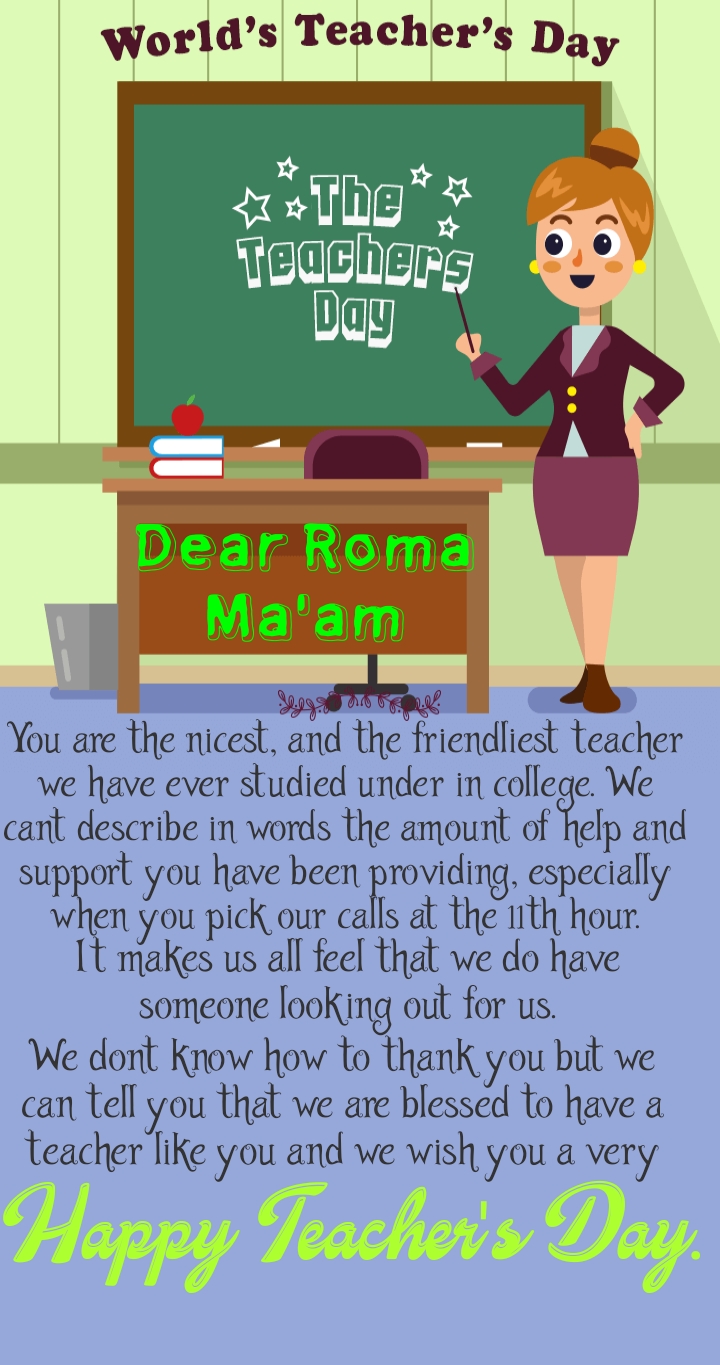 World's Teacher's Day
The
Teachers
Day
Dear Roma
Ma'am
You are the nicest, and the friendliest teacher
we have ever studied under in college. We
cant describe in words the amount of help and
support you have been providing, especially
when you pick our calls at the 11th hour.
It makes us all feel that we do have
someone looking out for us.
We dont know how to thank you but we
can tell you that we are blessed to have a
teacher like you and we wish you a very
Happy Teacher's Day.